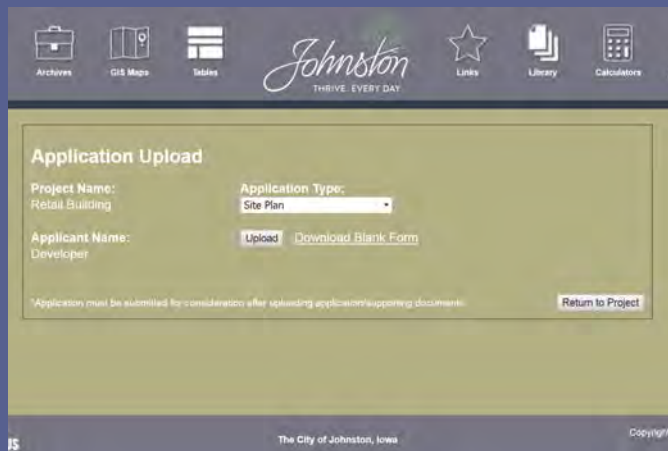 Archives
GIS Maps
Tables
Johnston
THRIVE. EVERY DAY
Links
Library
Calculators
Application Upload
Project Name:
Retail Building
Application Type:
Site Plan
Applicant Name:
Developer
Upload
Download Blank Form
*Application must be submitted for consideration after uploading application/supporting documents.
Return to Project
US
The City of Johnston, Iowa
Copyright